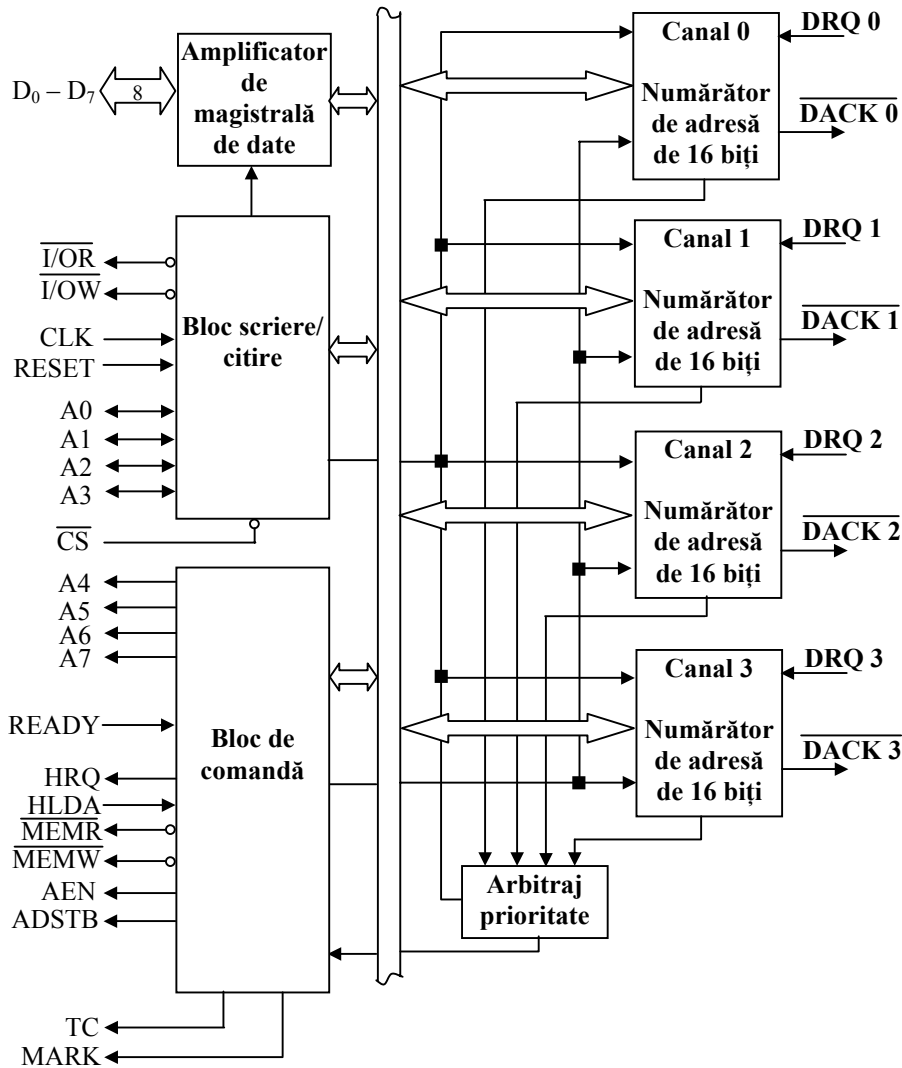 Amplificator
de
magistrală
de date
D0 – D7
8
Bloc scriere/
citire
I/OR
I/OW
CLK
RESET
A0
A1
A2
A3
CS
A4
A5
A6
A7
READY
HRQ
HLDA
MEMR
MEMW
AEN
ADSTB
Bloc de
comandă
TC
MARK
Canal 0
Numărător
de adresă
de 16 biți
DRQ 0
DACK 0
Canal 1
Numărător
de adresă
de 16 biți
DRQ 1
DACK 1
Canal 2
Numărător
de adresă
de 16 biți
DRQ 2
DACK 2
Canal 3
Numărător
de adresă
de 16 biți
DRQ 3
DACK 3
Arbitraj
prioritate